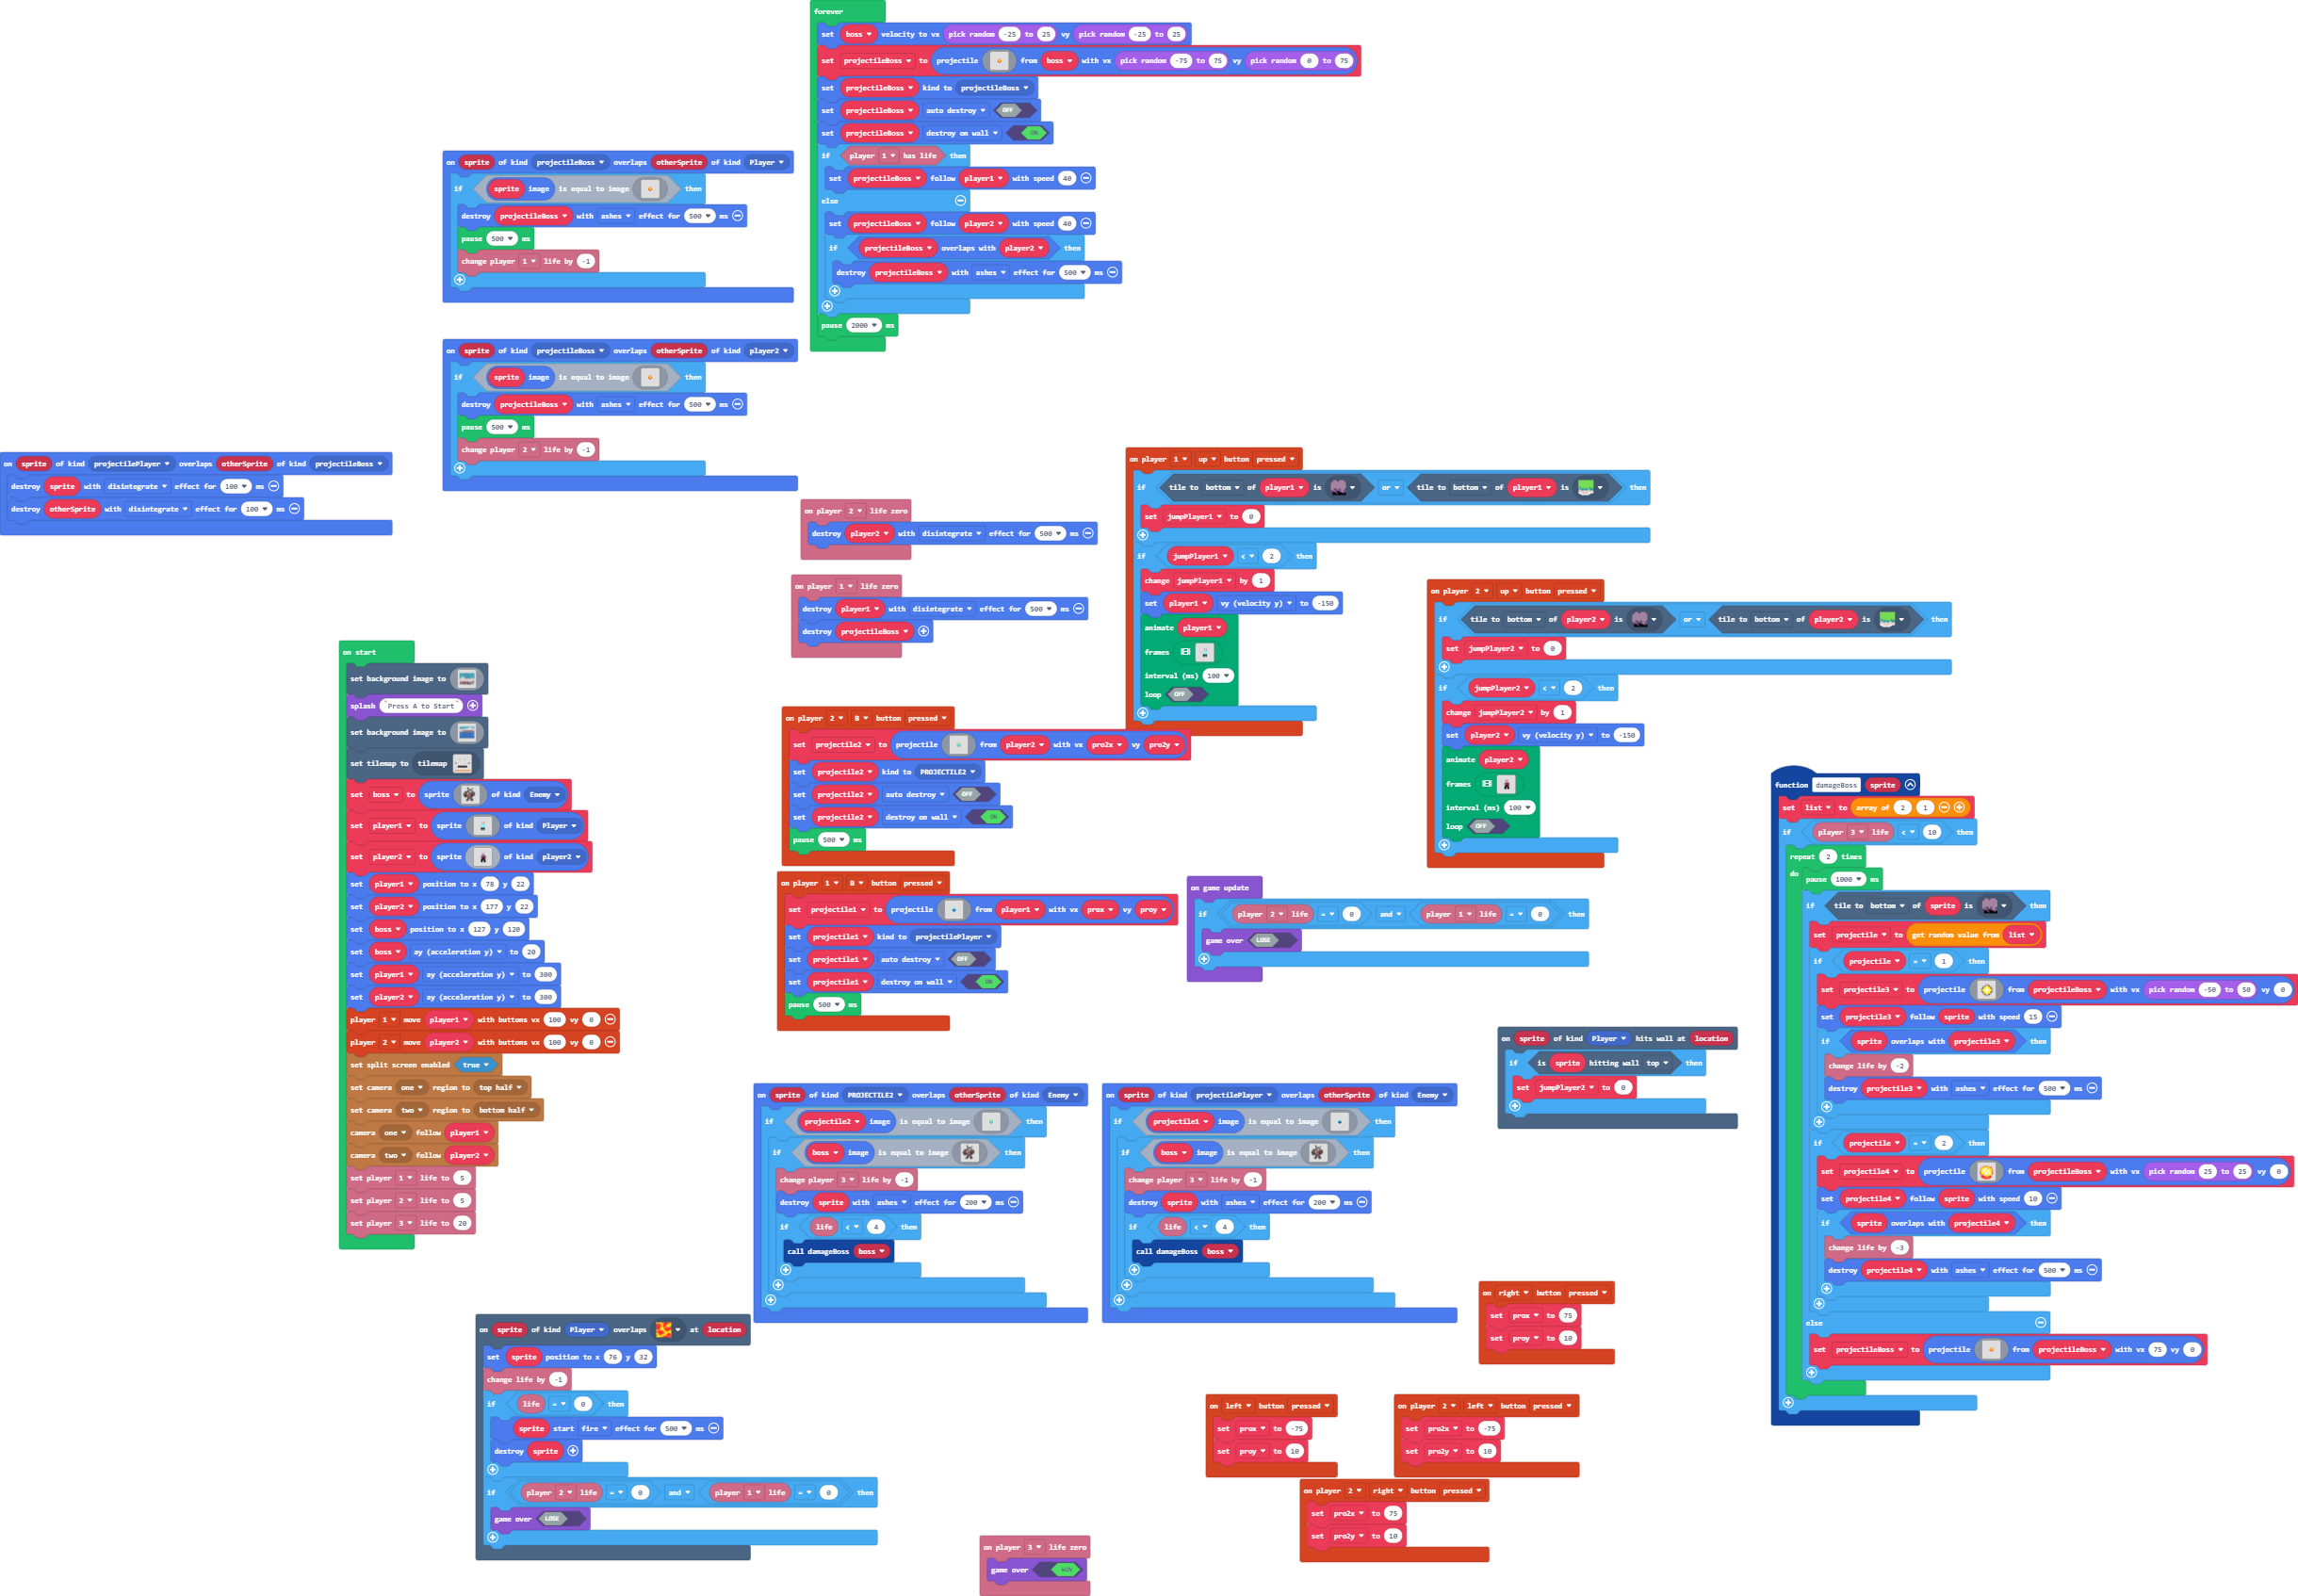 forever
set boss velocity to vx pick random -25 to 25 vy pick random -25 to 25
set projectileBoss to projectile from boss with vx pick random -75 to 75 vy pick random 0 to 75
set projectileBoss kind to projectileBoss
set projectileBoss auto destroy OFF
set projectileBoss destroy on wall ON
if player 1 has life then
set projectileBoss follow player1 with speed 40
else
set projectileBoss follow player2 with speed 40
if projectileBoss overlaps with player2 then
destroy projectileBoss with ashes effect for 500 ms
pause 2000 ms
on sprite of kind projectileBoss overlaps otherSprite of kind Player
if sprite image is equal to image then
destroy projectileBoss with ashes effect for 500 ms
pause 500 ms
change player 1 life by -1
on sprite of kind projectileBoss overlaps otherSprite of kind player2
if sprite image is equal to image then
destroy projectileBoss with ashes effect for 500 ms
pause 500 ms
change player 2 life by -1
on sprite of kind projectilePlayer overlaps otherSprite of kind projectileBoss
destroy sprite with disintegrate effect for 100 ms
destroy otherSprite with disintegrate effect for 100 ms
on player 2 life zero
destroy player2 with disintegrate effect for 500 ms
on player 1 life zero
destroy player1 with disintegrate effect for 500 ms
destroy projectileBoss
on player 1 up button pressed
if tile to bottom of player1 is or tile to bottom of player1 is then
set jumpPlayer1 to 0
if jumpPlayer1 < 2 then
change jumpPlayer1 by 1
set player1 vy (velocity y) to -150
animate player1
frames
interval (ms) 100
loop OFF
on player 2 up button pressed
if tile to bottom of player2 is or tile to bottom of player2 is then
set jumpPlayer2 to 0
if jumpPlayer2 < 2 then
change jumpPlayer2 by 1
set player2 vy (velocity y) to -150
animate player2
frames
interval (ms) 100
loop OFF
on start
set background image to
splash "Press A to Start"
set background image to
set tilemap to tilemap
set boss to sprite of kind Enemy
set player1 to sprite of kind Player
set player2 to sprite of kind player2
set player1 position to x 78 y 22
set player2 position to x 177 y 22
set boss position to x 127 y 120
set boss ay (acceleration y) to 20
set player1 ay (acceleration y) to 300
set player2 ay (acceleration y) to 300
player 1 move player1 with buttons vx 100 vy 0
player 2 move player2 with buttons vx 100 vy 0
set split screen enabled true
set camera one region to top half
set camera two region to bottom half
camera one follow player1
camera two follow player2
set player 1 life to 5
set player 2 life to 5
set player 3 life to 20
on player 2 B button pressed
set projectile2 to projectile from player2 with vx pro2x vy pro2y
set projectile2 kind to PROJECTILE2
set projectile2 auto destroy OFF
set projectile2 destroy on wall ON
pause 500 ms
on player 1 B button pressed
set projectile1 to projectile from player1 with vx prox vy proy
set projectile1 kind to projectilePlayer
set projectile1 auto destroy OFF
set projectile1 destroy on wall ON
pause 500 ms
on game update
if player 2 life = 0 and player 1 life = 0 then
game over LOSE
function damageBoss sprite
set list to array of 2 1
if player 3 life < 10 then
repeat 2 times
do
pause 1000 ms
if tile to bottom of sprite is then
set projectile to get random value from list
if projectile = 1 then
set projectile3 to projectile from projectileBoss with vx pick random -50 to 50 vy 0
set projectile3 follow sprite with speed 15
if sprite overlaps with projectile3 then
change life by -2
destroy projectile3 with ashes effect for 500 ms
if projectile = 2 then
set projectile4 to projectile from projectileBoss with vx pick random 25 to 25 vy 0
set projectile4 follow sprite with speed 10
if sprite overlaps with projectile4 then
change life by -3
destroy projectile4 with ashes effect for 500 ms
else
set projectileBoss to projectile from projectileBoss with vx 75 vy 0
on sprite of kind Player hits wall at location
if is sprite hitting wall top then
set jumpPlayer2 to 0
on sprite of kind PROJECTILE2 overlaps otherSprite of kind Enemy
if projectile2 image is equal to image then
if boss image is equal to image then
change player 3 life by -1
destroy sprite with ashes effect for 200 ms
if life < 4 then
call damageBoss boss
on sprite of kind projectilePlayer overlaps otherSprite of kind Enemy
if projectile1 image is equal to image then
if boss image is equal to image then
change player 3 life by -1
destroy sprite with ashes effect for 200 ms
if life < 4 then
call damageBoss boss
on right button pressed
set prox to 75
set proy to 10
on sprite of kind Player overlaps at location
set sprite position to x 76 y 32
change life by -1
if life = 0 then
sprite start fire effect for 500 ms
destroy sprite
if player 2 life = 0 and player 1 life = 0 then
game over LOSE
on left button pressed
set prox to -75
set proy to 10
on player 2 left button pressed
set pro2x to -75
set pro2y to 10
on player 2 right button pressed
set pro2x to 75
set pro2y to 10
on player 3 life zero
game over WIN